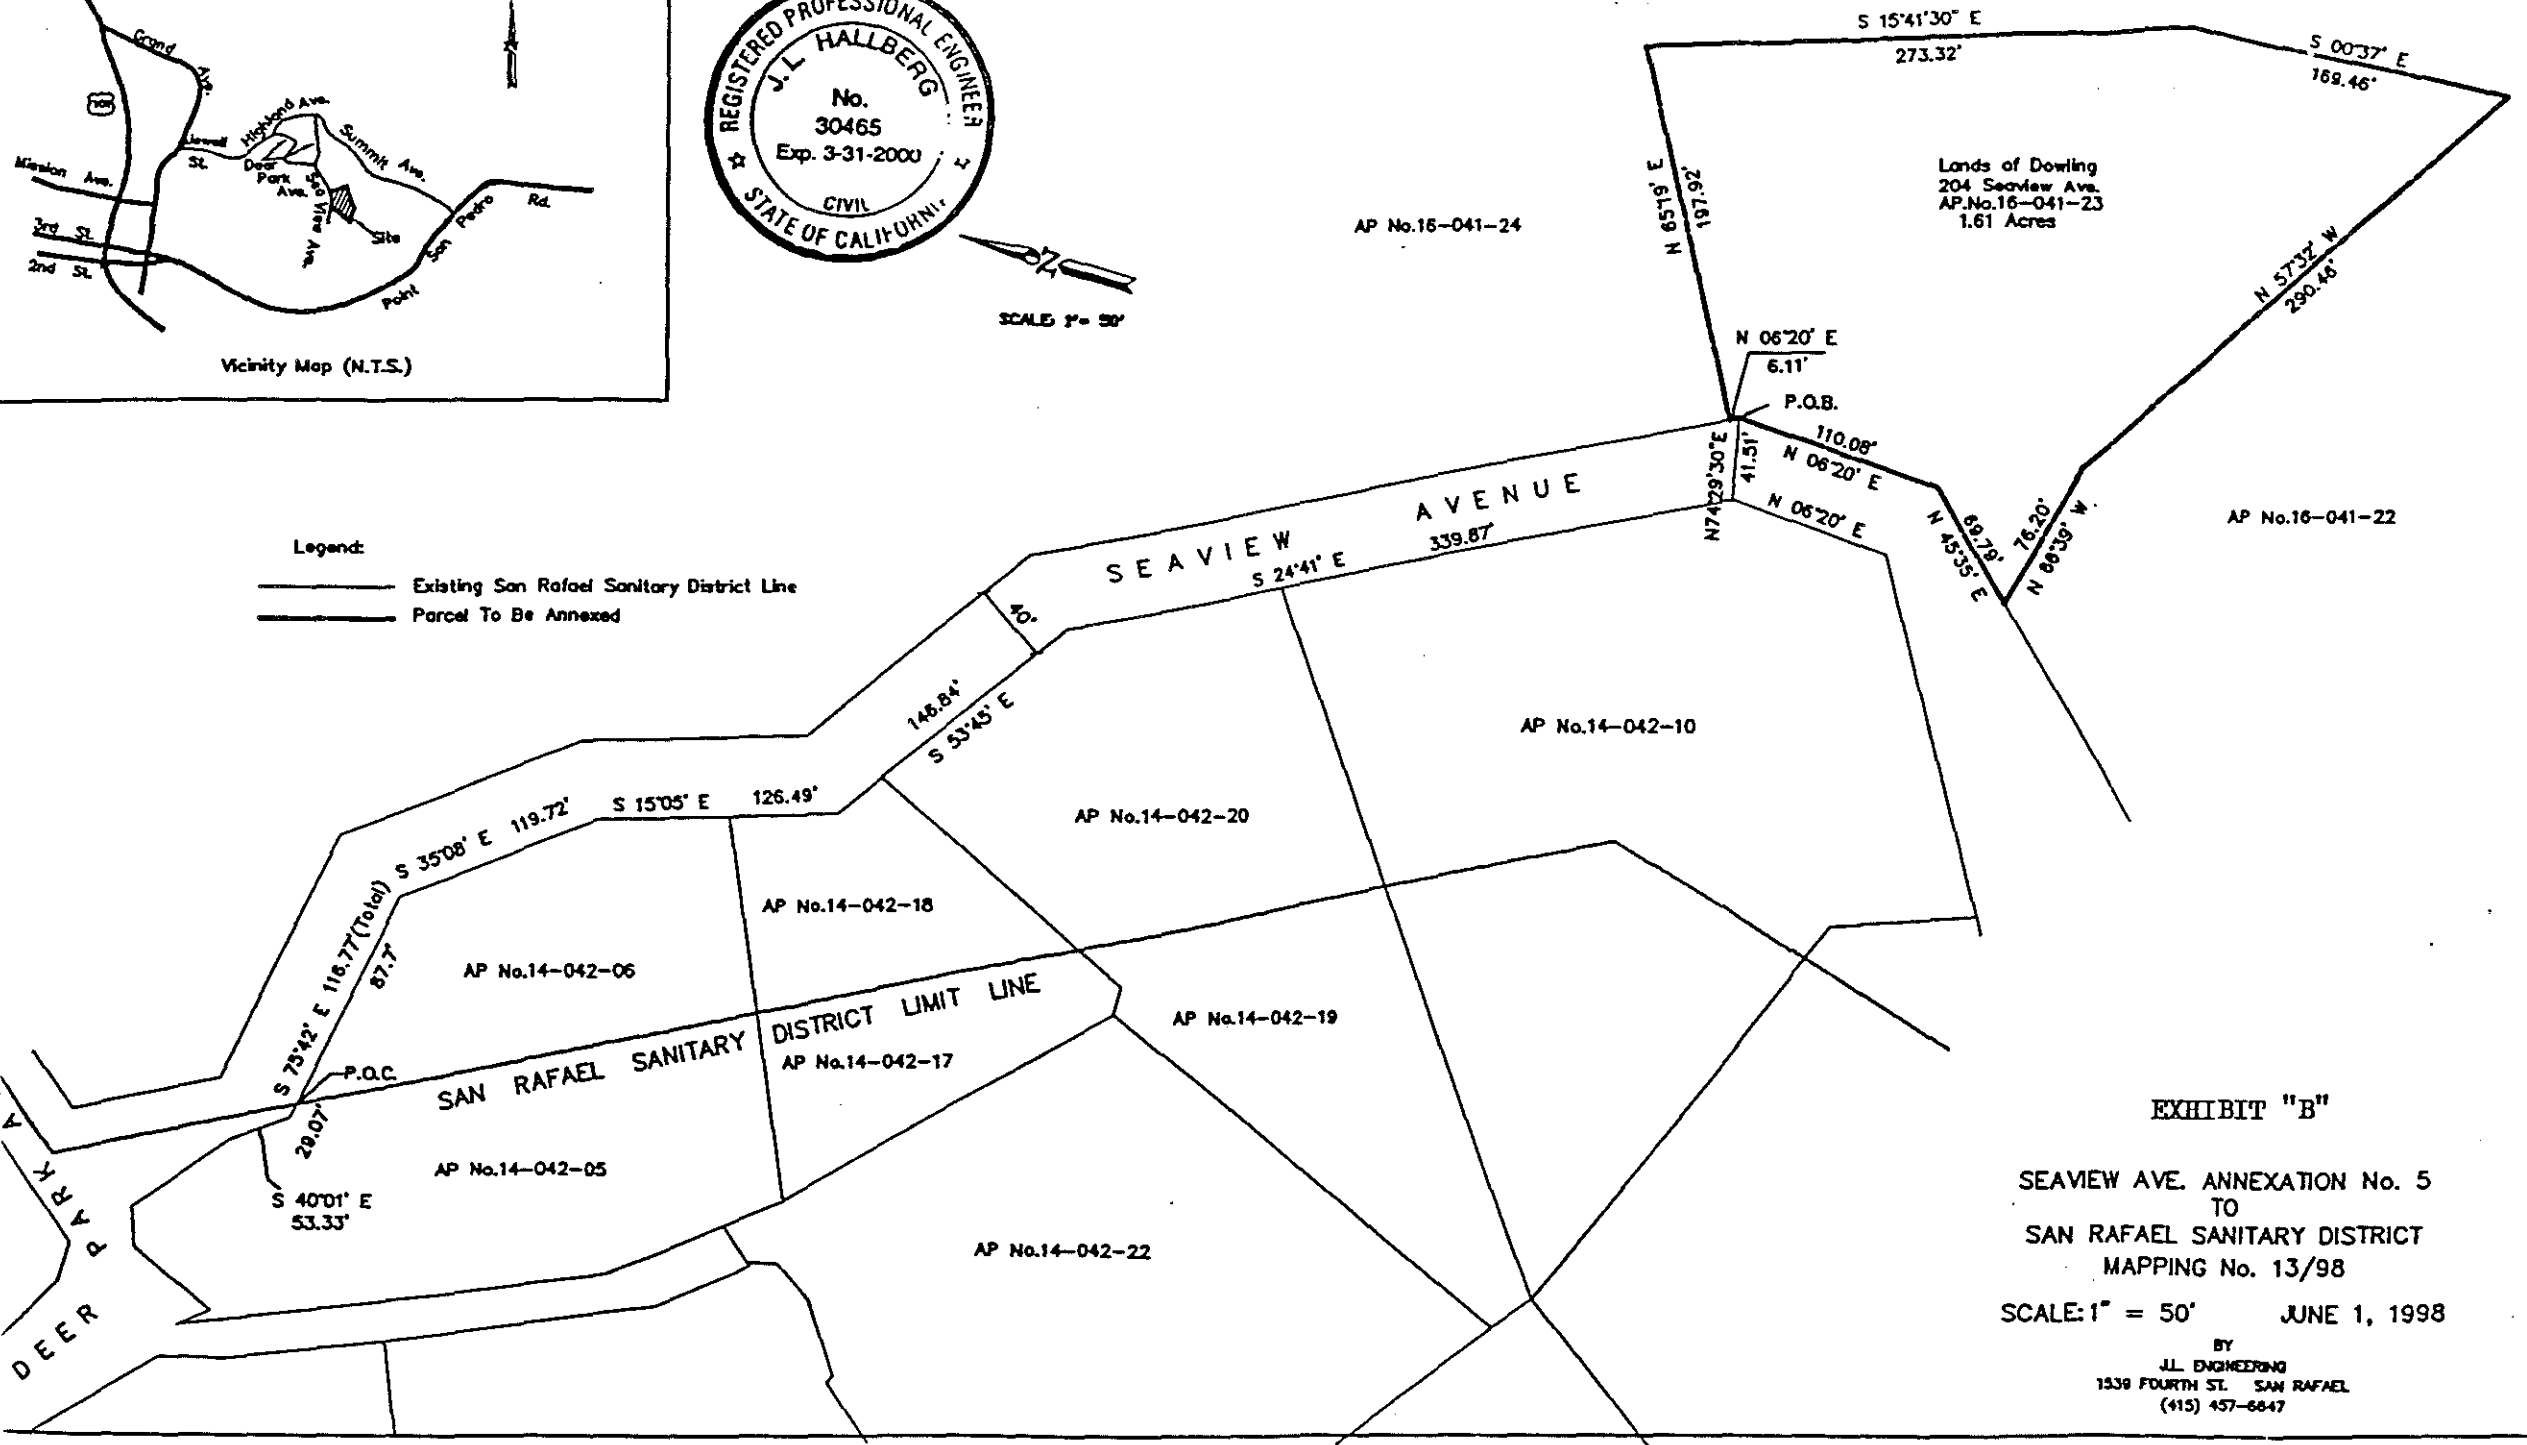 Grand
Ave.
101
Highland Ave.
Jewell
St.
Summit Ave.
Deer
Park
Ave.
Sea View Ave.
Mission Ave.
3rd St.
2nd St.
Site
Point San Pedro Rd.
Vicinity Map (N.T.S.)
REGISTERED PROFESSIONAL ENGINEER
J. L. HALLBERG
No.
30465
Exp. 3-31-2000
CIVIL
STATE OF CALIFORNIA
N
SCALE: 1"= 50'
S 15°41'30" E
273.32'
S 00°37' E
169.46'
N 65°19' E
197.92'
AP No.16-041-24
Lands of Dowling
204 Seaview Ave.
AP.No.16-041-23
1.61 Acres
N 57°32' W
290.46'
N 06°20' E
6.11'
P.O.B.
110.08'
N 06°20' E
N74°29'30"E
41.51'
N 06°20' E
69.79'
N 45°35' E
76.20'
N 86°39' W
AP No.16-041-22
SEAVIEW AVENUE
339.87'
S 24°41' E
Legend:
Existing San Rafael Sanitary District Line
Parcel To Be Annexed
40'
146.84'
S 53°45' E
AP No.14-042-10
S 15°05' E 126.49'
AP No.14-042-20
S 35°08' E 119.72'
AP No.14-042-18
S 75°42' E 116.77'(Total)
87.7'
AP No.14-042-06
SAN RAFAEL SANITARY DISTRICT LIMIT LINE
AP No.14-042-19
AP No.14-042-17
P.O.C.
29.07'
AP No.14-042-05
S 40°01' E
53.33'
DEER PARK A
AP No.14-042-22
EXHIBIT "B"
SEAVIEW AVE. ANNEXATION No. 5
TO
SAN RAFAEL SANITARY DISTRICT
MAPPING No. 13/98
SCALE: 1" = 50' JUNE 1, 1998
BY
J.L. ENGINEERING
1539 FOURTH ST. SAN RAFAEL
(415) 457-6647